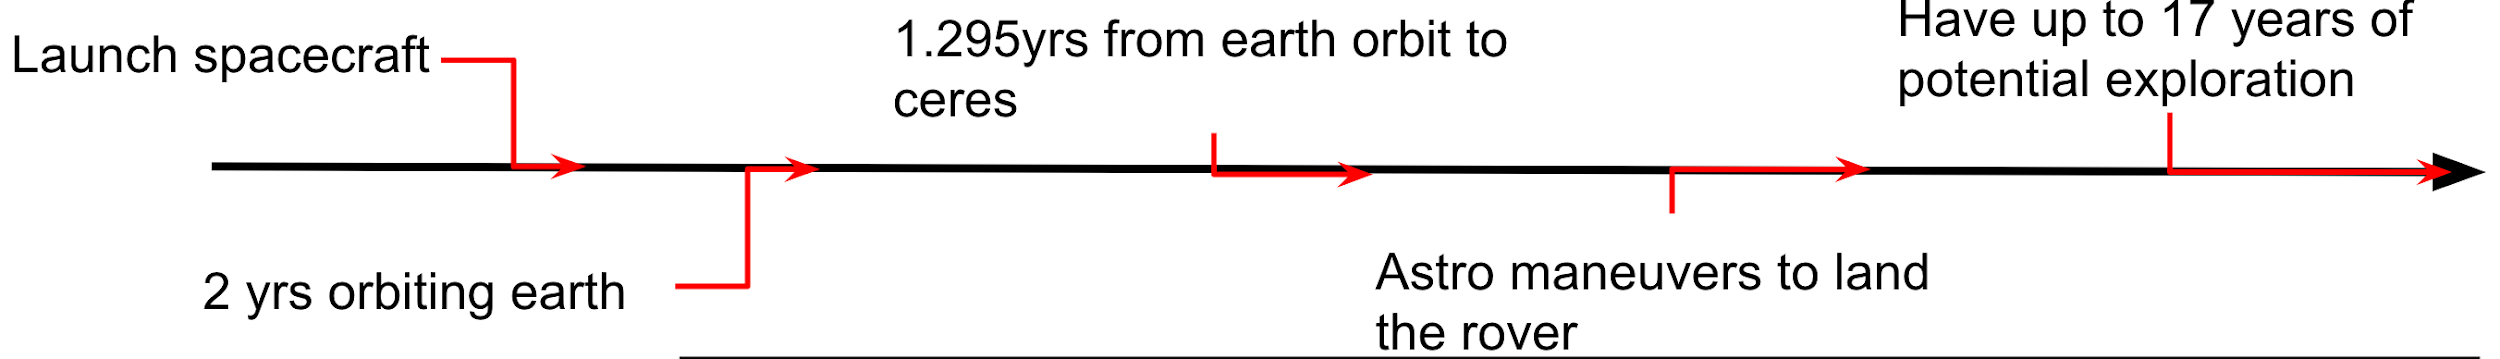 Launch spacecraft
2 yrs orbiting earth
1.295yrs from earth orbit to
ceres
Astro maneuvers to land
the rover
Have up to 17 years of
potential exploration